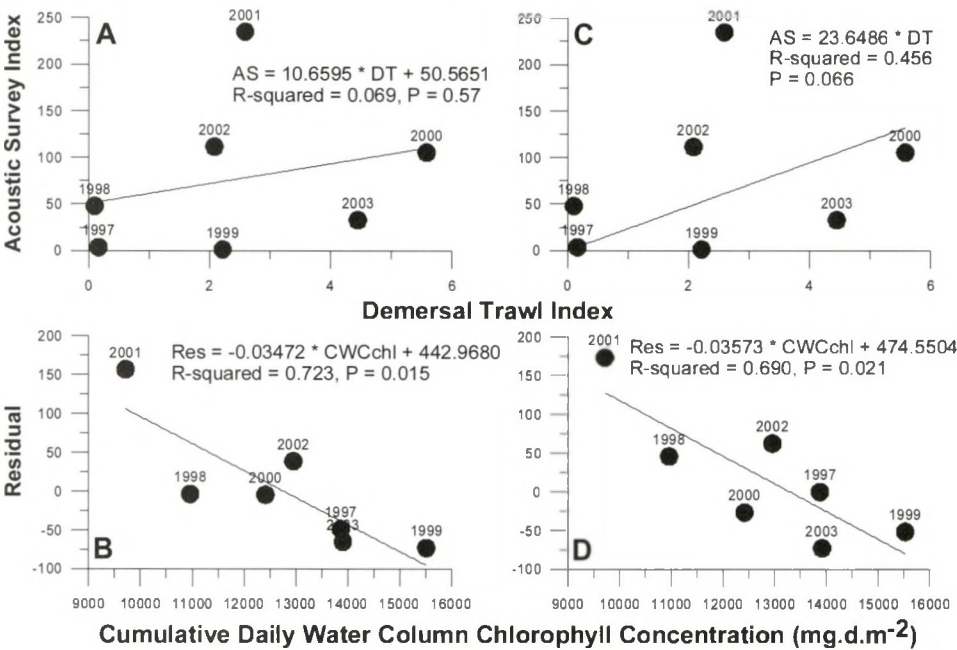 A
AS = 10.6595 * DT + 50.5651
R-squared = 0.069, P = 0.57
2001
2002
2000
1998
1997
1999
2003
250
200
150
100
50
0
0 2 4 6
Acoustic Survey Index
C
AS = 23.6486 * DT
R-squared = 0.456
P = 0.066
2001
2002
2000
1998
1997
1999
2003
250
200
150
100
50
0
0 2 4 6
Demersal Trawl Index
B
Res = -0.03472 * CWCchl + 442.9680
R-squared = 0.723, P = 0.015
2001
2002
1998
2000
1997
2003
1999
200
150
100
50
0
-50
-100
9000 10000 11000 12000 13000 14000 15000 16000
Residual
D
Res = -0.03573 * CWCchl + 474.5504
R-squared = 0.690, P = 0.021
2001
2002
1998
1997
2000
2003
1999
200
150
100
50
0
-50
-100
9000 10000 11000 12000 13000 14000 15000 16000
Cumulative Daily Water Column Chlorophyll Concentration (mg.d.m-2)